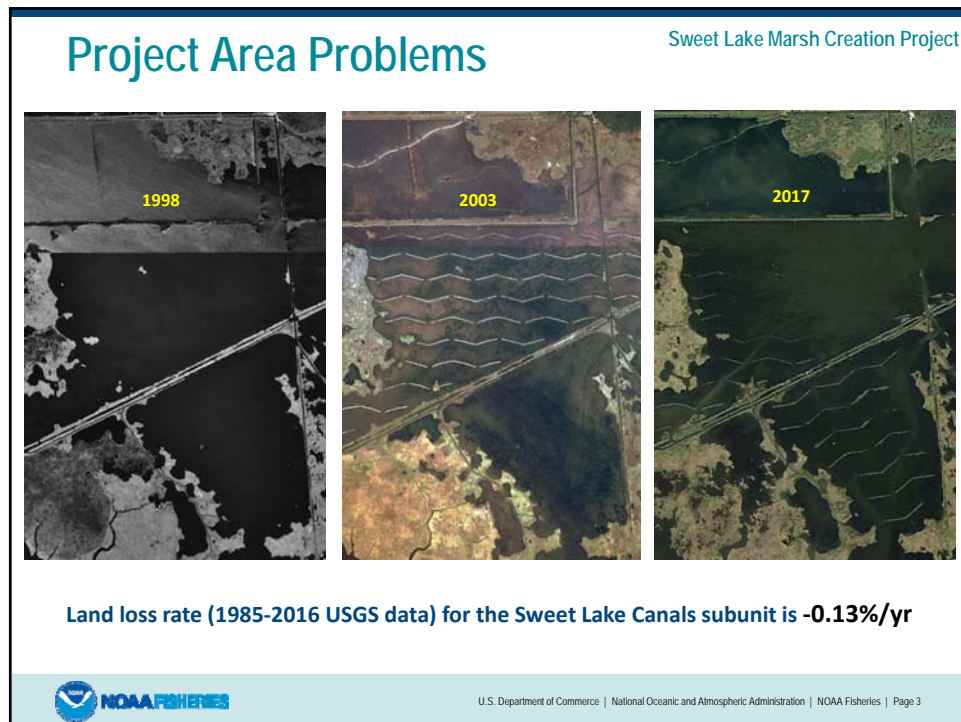 Project Area Problems
Sweet Lake Marsh Creation Project
1998
2003
2017
Land loss rate (1985-2016 USGS data) for the Sweet Lake Canals subunit is -0.13%/yr
NOAA FISHERIES
U.S. Department of Commerce | National Oceanic and Atmospheric Administration | NOAA Fisheries | Page 3